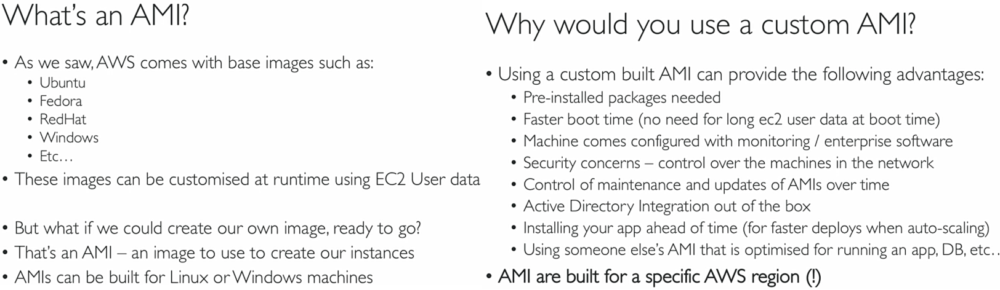 What's an AMI?
• As we saw, AWS comes with base images such as:
• Ubuntu
• Fedora
• RedHat
• Windows
• Etc…
• These images can be customised at runtime using EC2 User data
• But what if we could create our own image, ready to go?
• That's an AMI – an image to use to create our instances
• AMIs can be built for Linux or Windows machines
Why would you use a custom AMI?
• Using a custom built AMI can provide the following advantages:
• Pre-installed packages needed
• Faster boot time (no need for long ec2 user data at boot time)
• Machine comes configured with monitoring / enterprise software
• Security concerns – control over the machines in the network
• Control of maintenance and updates of AMIs over time
• Active Directory Integration out of the box
• Installing your app ahead of time (for faster deploys when auto-scaling)
• Using someone else's AMI that is optimised for running an app, DB, etc…
• AMI are built for a specific AWS region (!)